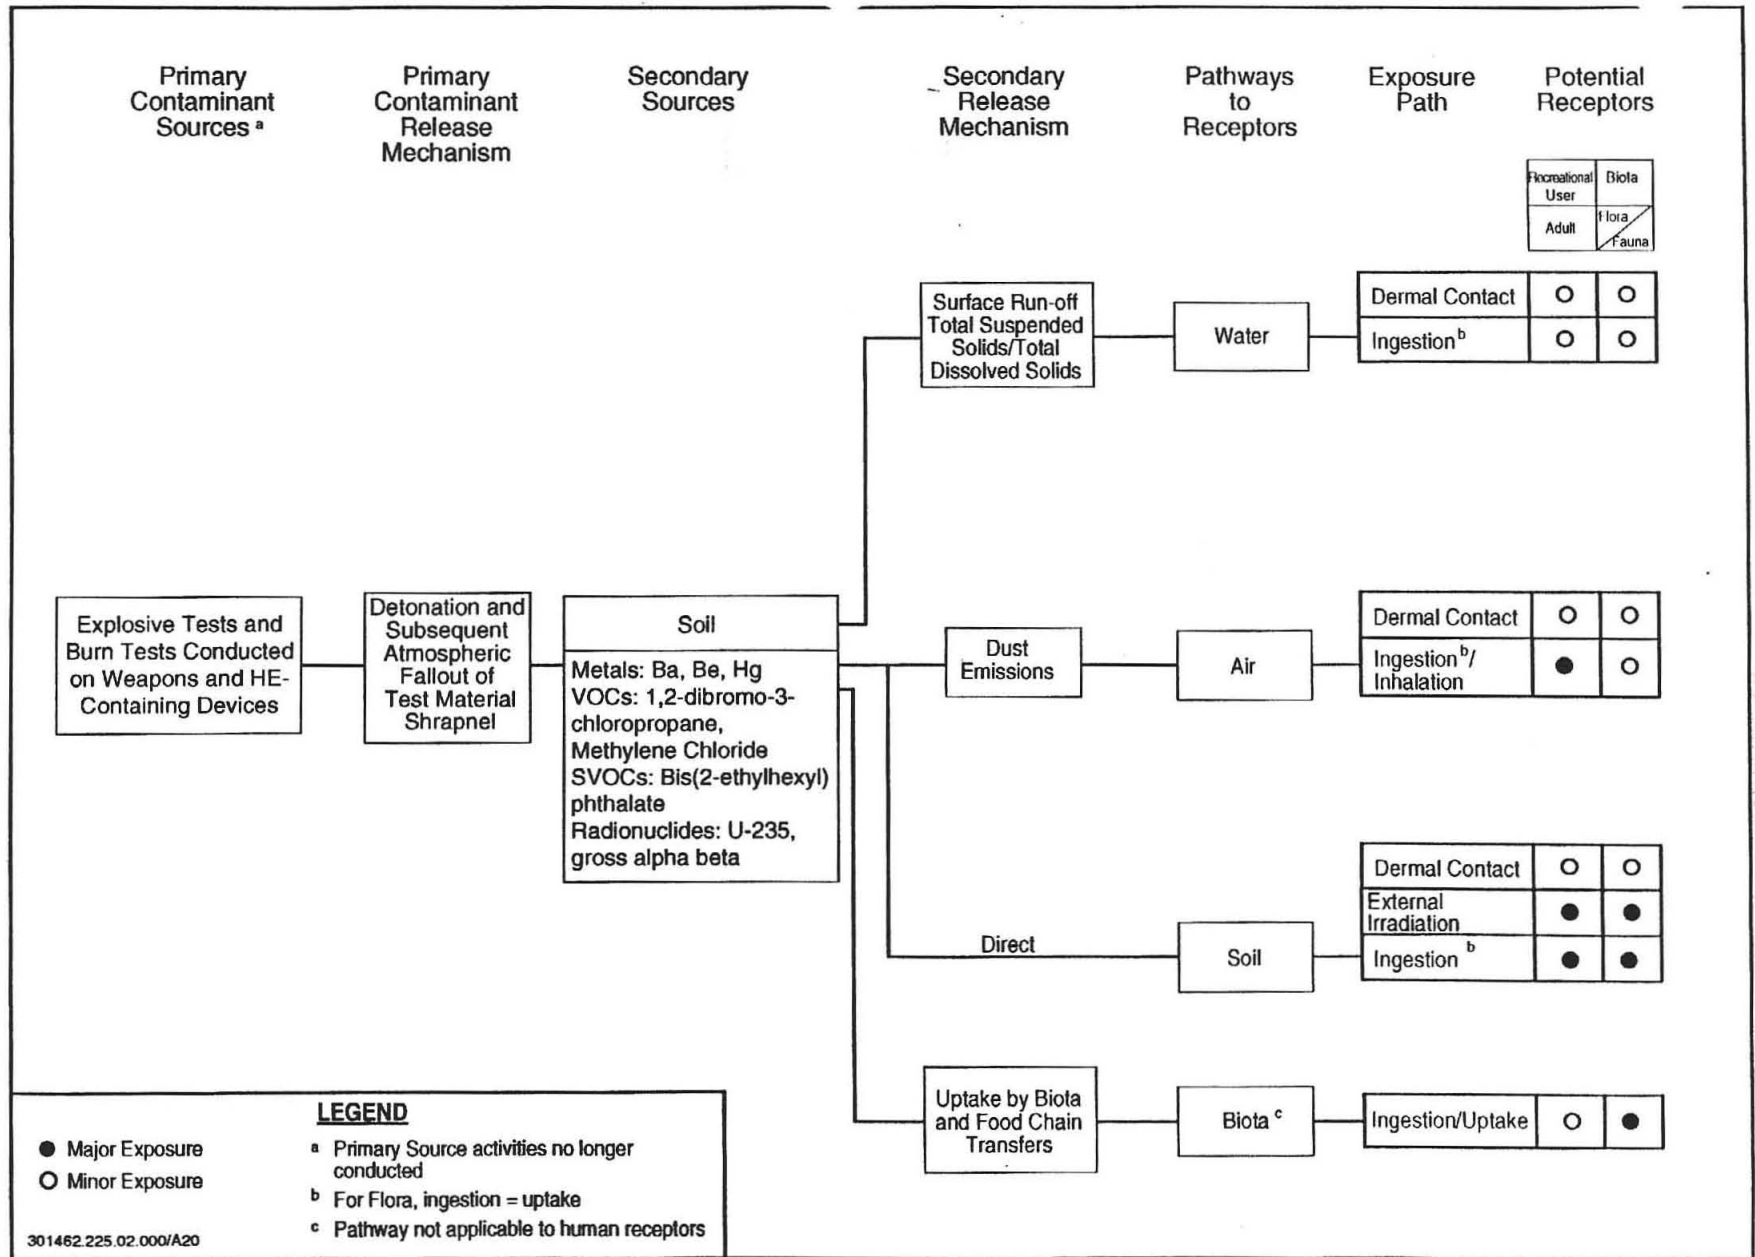 Primary
Contaminant
Sources a
Primary
Contaminant
Release
Mechanism
Secondary
Sources
Secondary
Release
Mechanism
Pathways
to
Receptors
Exposure
Path
Potential
Receptors
Recreational
User
Biota
Adult
Flora
Fauna
Explosive Tests and
Burn Tests Conducted
on Weapons and HE-
Containing Devices
Detonation and
Subsequent
Atmospheric
Fallout of
Test Material
Shrapnel
Soil
Metals: Ba, Be, Hg
VOCs: 1,2-dibromo-3-
chloropropane,
Methylene Chloride
SVOCs: Bis(2-ethylhexyl)
phthalate
Radionuclides: U-235,
gross alpha beta
Surface Run-off
Total Suspended
Solids/Total
Dissolved Solids
Water
Dermal Contact
Ingestion b
Dust
Emissions
Air
Dermal Contact
Ingestion b/
Inhalation
Direct
Soil
Dermal Contact
External
Irradiation
Ingestion b
Uptake by Biota
and Food Chain
Transfers
Biota c
Ingestion/Uptake
LEGEND
● Major Exposure
O Minor Exposure
a Primary Source activities no longer
conducted
b For Flora, ingestion = uptake
c Pathway not applicable to human receptors
301462.225.02.000/A20